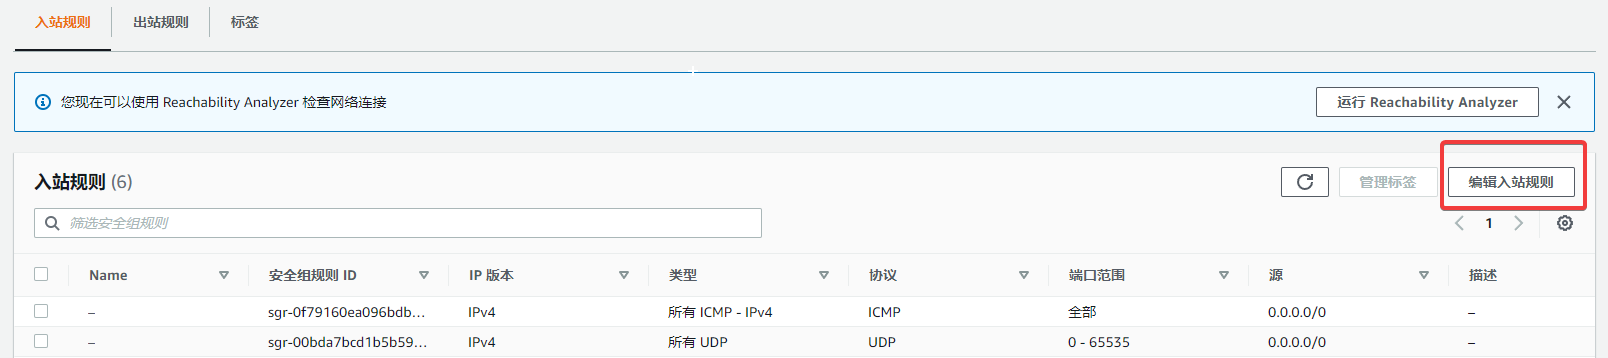 入站规则 出站规则 标签
您现在可以使用 Reachability Analyzer 检查网络连接 运行 Reachability Analyzer
入站规则 (6) 管理标签 编辑入站规则
筛选安全组规则 1
Name 安全组规则 ID IP 版本 类型 协议 端口范围 源 描述
– sgr-0f79160ea096bdb... IPv4 所有 ICMP - IPv4 ICMP 全部 0.0.0.0/0 –
– sgr-00bda7bcd1b5b59... IPv4 所有 UDP UDP 0 - 65535 0.0.0.0/0 –